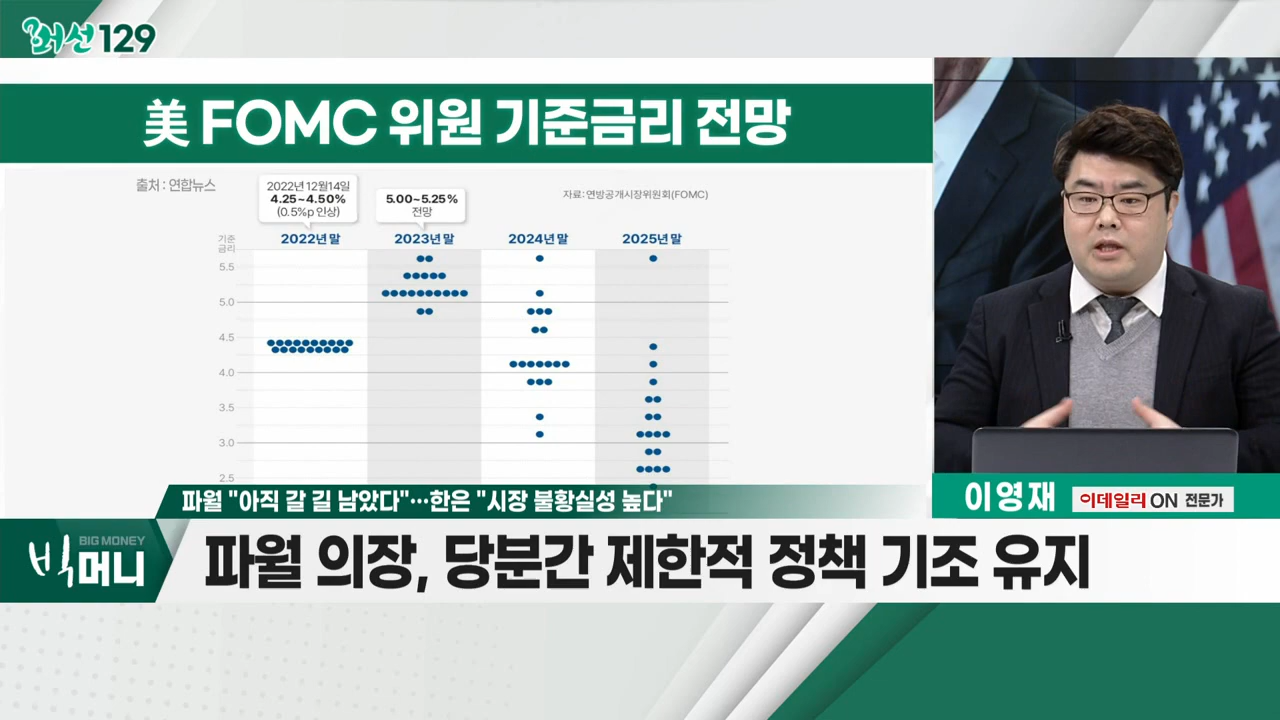 머선129
美 FOMC 위원 기준금리 전망
출처 : 연합뉴스
2022년 12월14일
4.25~4.50%
(0.5%p 인상)
5.00~5.25%
전망
자료: 연방공개시장위원회(FOMC)
기준
금리
2022년 말
2023년 말
2024년 말
2025년 말
5.5
5.0
4.5
4.0
3.5
3.0
2.5
파월 "아직 갈 길 남았다"…한은 "시장 불황실성 높다"
이영재
이데일리 ON 전문가
BIG MONEY
빅머니
파월 의장, 당분간 제한적 정책 기조 유지